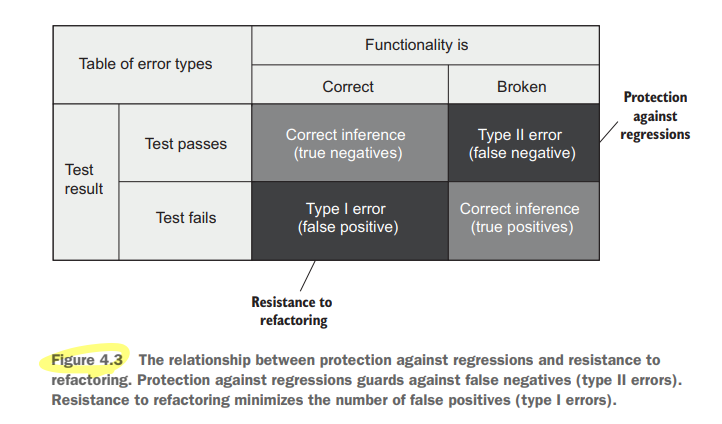 Table of error types
Functionality is
Correct
Broken
Protection
against
regressions
Test
result
Test passes
Correct inference
(true negatives)
Type II error
(false negative)
Test fails
Type I error
(false positive)
Correct inference
(true positives)
Resistance to
refactoring
Figure 4.3 The relationship between protection against regressions and resistance to
refactoring. Protection against regressions guards against false negatives (type II errors).
Resistance to refactoring minimizes the number of false positives (type I errors).